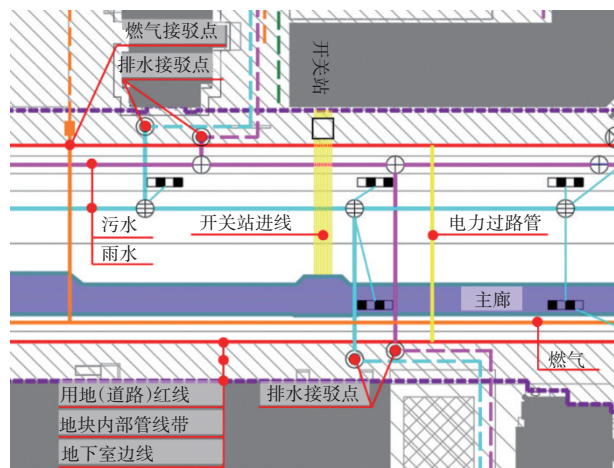 燃气接驳点
排水接驳点
开关站
污水
雨水
开关站进线
电力过路管
主廊
燃气
用地(道路)红线
地块内部管线带
地下室边线
排水接驳点